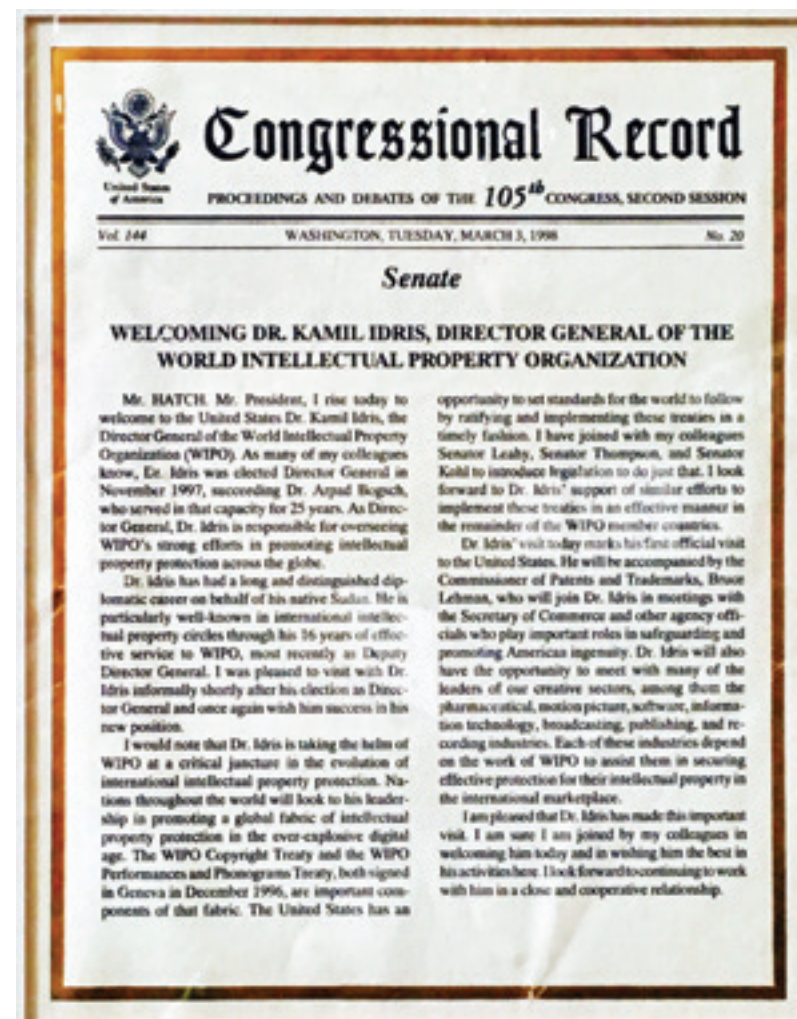 Congressional Record
United States
of America
PROCEEDINGS AND DEBATES OF THE 105th CONGRESS, SECOND SESSION
Vol. 144 WASHINGTON, TUESDAY, MARCH 3, 1998 No. 20
Senate
WELCOMING DR. KAMIL IDRIS, DIRECTOR GENERAL OF THE
WORLD INTELLECTUAL PROPERTY ORGANIZATION
Mr. HATCH. Mr. President, I rise today to
welcome to the United States Dr. Kamil Idris, the
Director General of the World Intellectual Property
Organization (WIPO). As many of my colleagues
know, Dr. Idris was elected Director General in
November 1997, succeeding Dr. Arpad Bogsch,
who served in that capacity for 25 years. As Direc-
tor General, Dr. Idris is responsible for overseeing
WIPO's strong efforts in promoting intellectual
property protection across the globe.
Dr. Idris has had a long and distinguished dip-
lomatic career on behalf of his native Sudan. He is
particularly well-known in international intellec-
tual property circles through his 16 years of effec-
tive service to WIPO, most recently as Deputy
Director General. I was pleased to visit with Dr.
Idris informally shortly after his election as Direc-
tor General and once again wish him success in his
new position.
I would note that Dr. Idris is taking the helm of
WIPO at a critical juncture in the evolution of
international intellectual property protection. Na-
tions throughout the world will look to his leader-
ship in promoting a global fabric of intellectual
property protection in the ever-explosive digital
age. The WIPO Copyright Treaty and the WIPO
Performances and Phonograms Treaty, both signed
in Geneva in December 1996, are important com-
ponents of that fabric. The United States has an
opportunity to set standards for the world to follow
by ratifying and implementing these treaties in a
timely fashion. I have joined with my colleagues
Senator Leahy, Senator Thompson, and Senator
Kohl to introduce legislation to do just that. I look
forward to Dr. Idris' support of similar efforts to
implement these treaties in an effective manner in
the remainder of the WIPO member countries.
Dr. Idris' visit today marks his first official visit
to the United States. He will be accompanied by the
Commissioner of Patents and Trademarks, Bruce
Lehman, who will join Dr. Idris in meetings with
the Secretary of Commerce and other agency offi-
cials who play important roles in safeguarding and
promoting American ingenuity. Dr. Idris will also
have the opportunity to meet with many of the
leaders of our creative sectors, among them the
pharmaceutical, motion picture, software, informa-
tion technology, broadcasting, publishing, and re-
cording industries. Each of these industries depend
on the work of WIPO to assist them in securing
effective protection for their intellectual property in
the international marketplace.
I am pleased that Dr. Idris has made this important
visit. I am sure I am joined by my colleagues in
welcoming him today and in wishing him the best in
his activities here. I look forward to continuing to work
with him in a close and cooperative relationship.